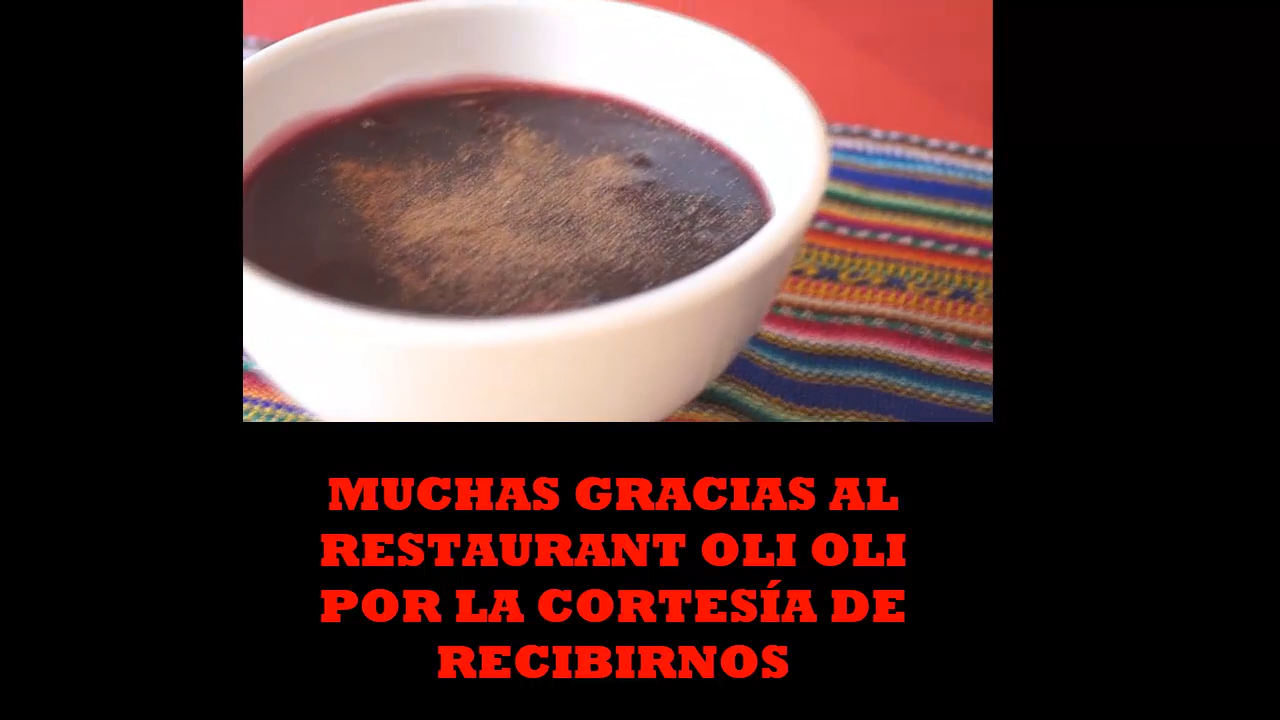 MUCHAS GRACIAS AL
RESTAURANT OLI OLI
POR LA CORTESÍA DE
RECIBIRNOS